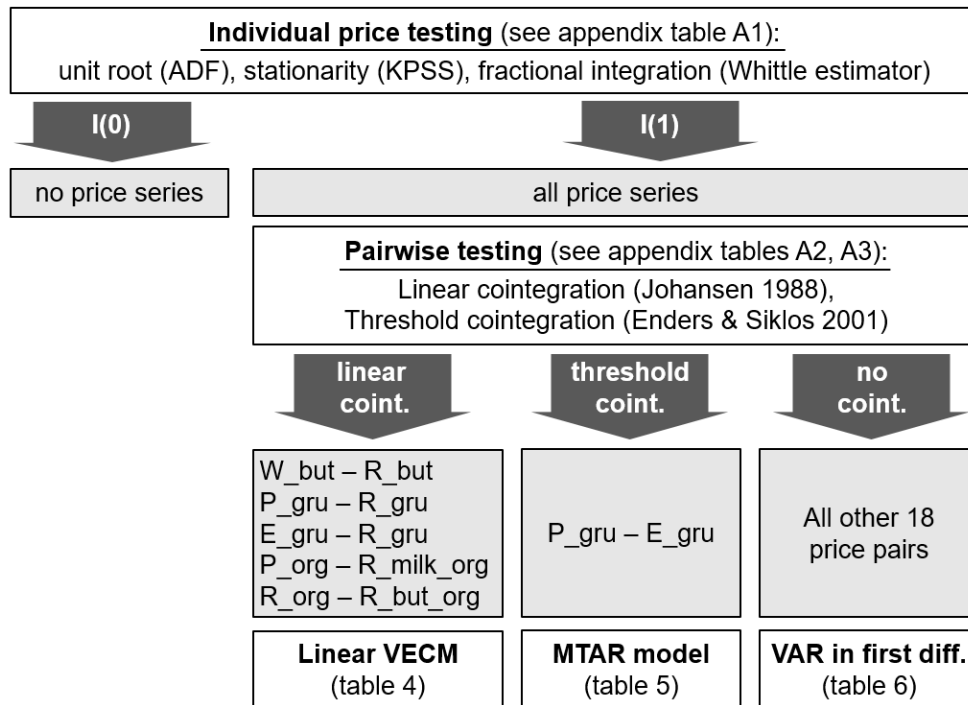 Individual price testing (see appendix table A1):
unit root (ADF), stationarity (KPSS), fractional integration (Whittle estimator)
I(0)
I(1)
no price series
all price series
Pairwise testing (see appendix tables A2, A3):
Linear cointegration (Johansen 1988),
Threshold cointegration (Enders & Siklos 2001)
linear
coint.
threshold
coint.
no
coint.
W_but – R_but
P_gru – R_gru
E_gru – R_gru
P_org – R_milk_org
R_org – R_but_org
P_gru – E_gru
All other 18
price pairs
Linear VECM
(table 4)
MTAR model
(table 5)
VAR in first diff.
(table 6)